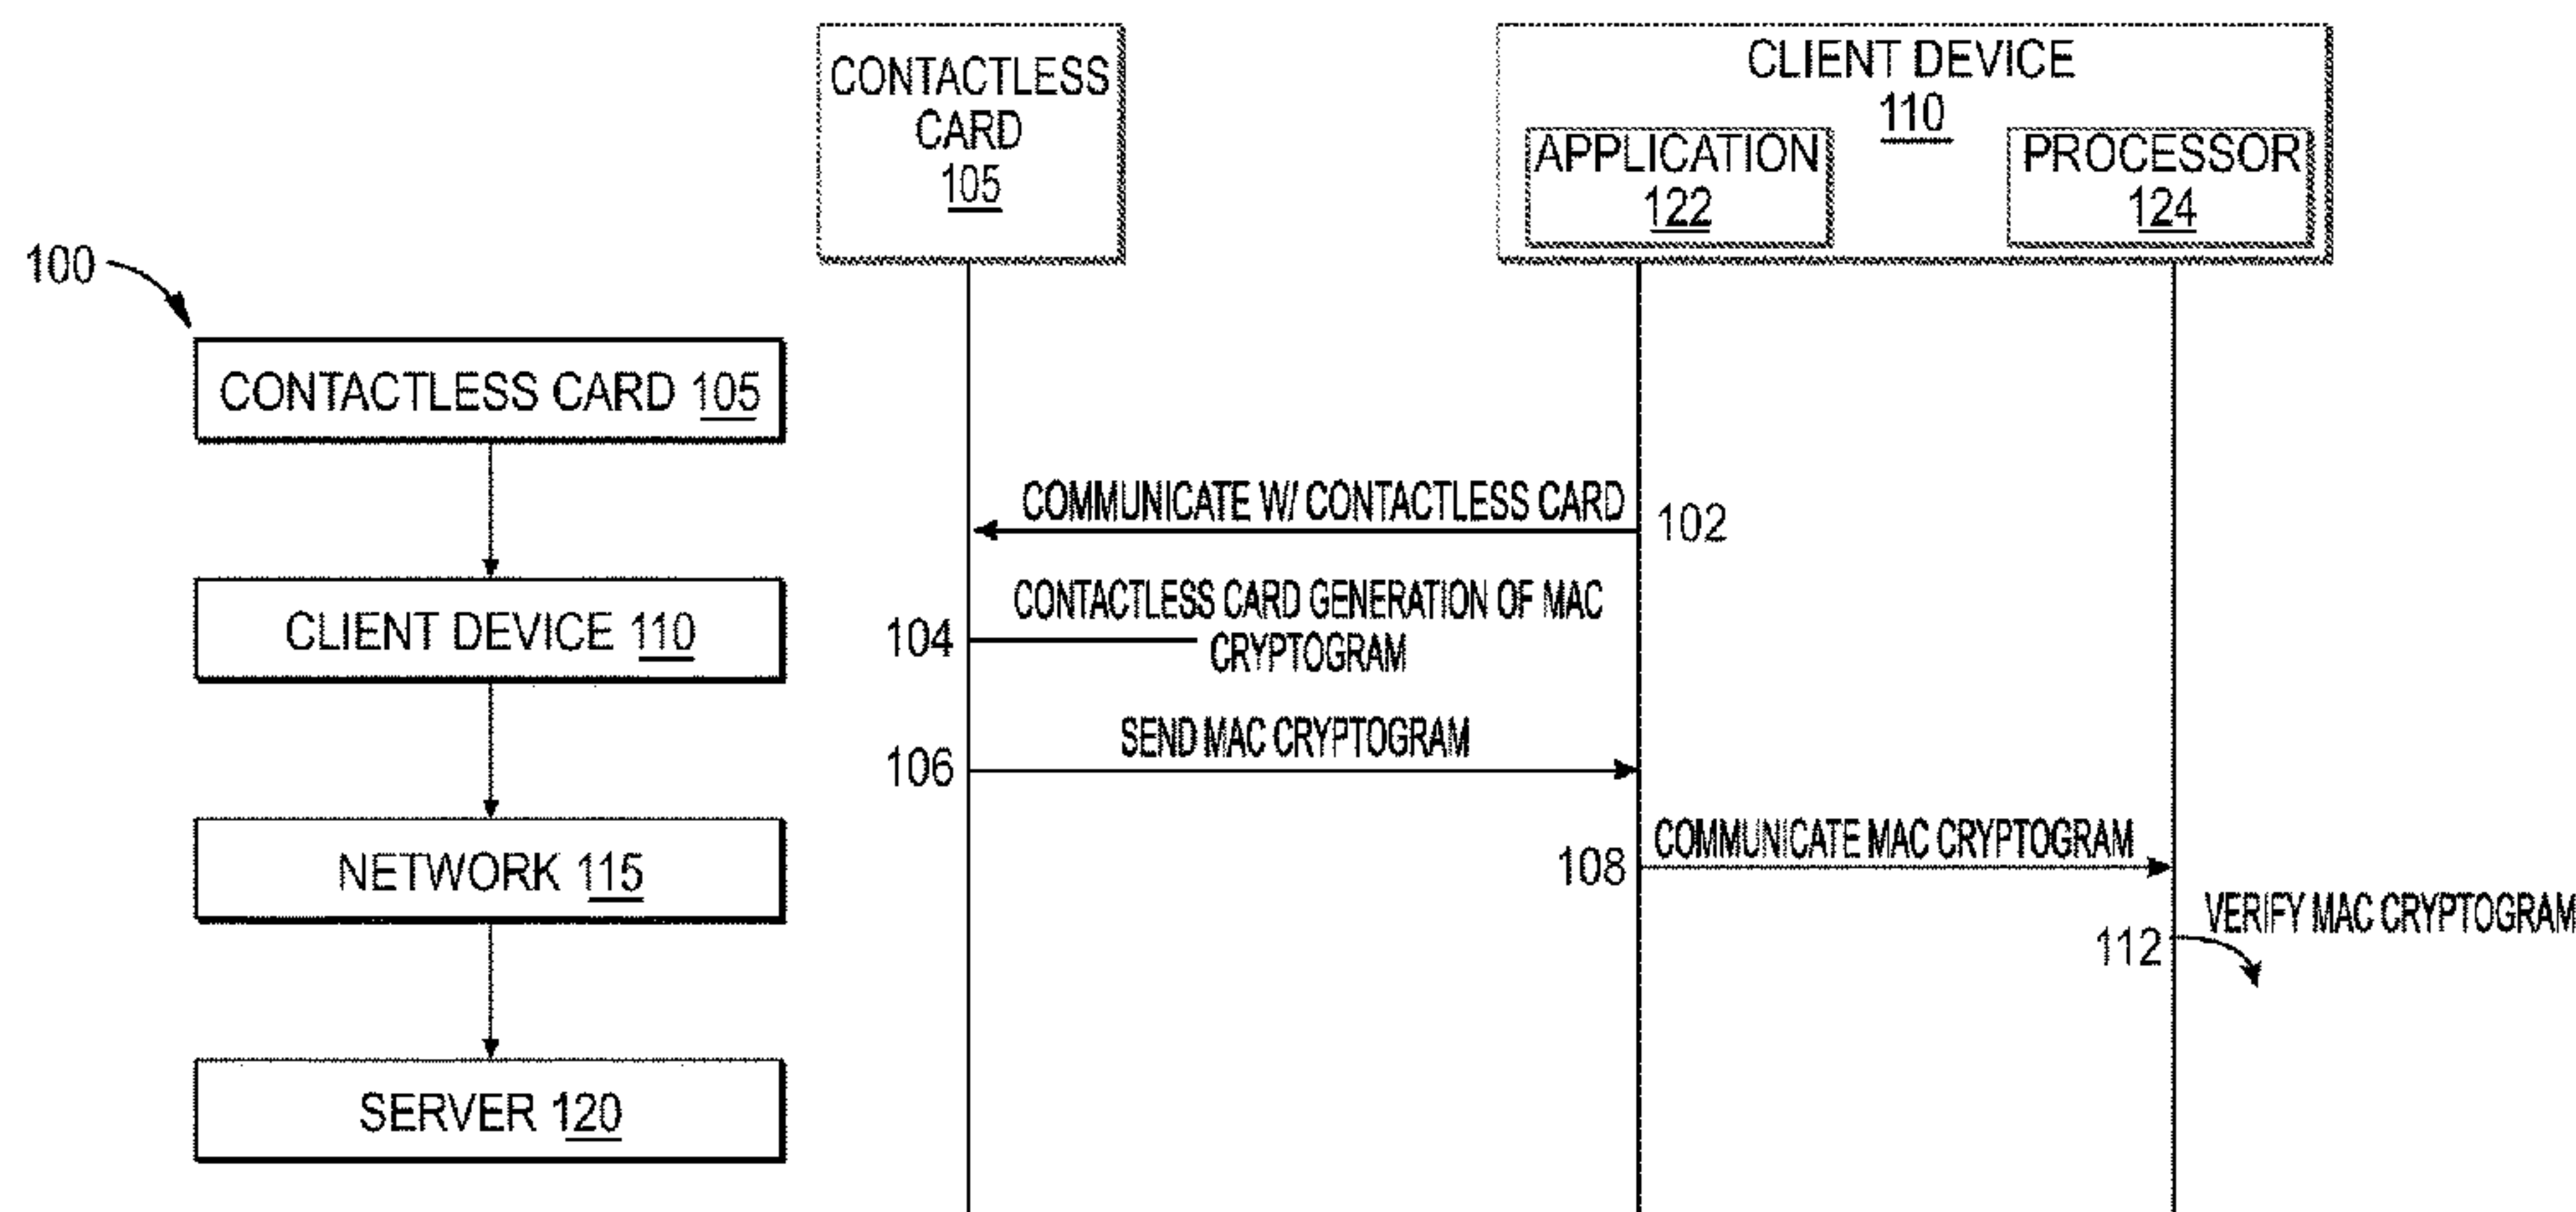 100
CONTACTLESS CARD 105
CLIENT DEVICE 110
NETWORK 115
SERVER 120
CONTACTLESS
CARD
105
CLIENT DEVICE
110
APPLICATION
122
PROCESSOR
124
COMMUNICATE W/ CONTACTLESS CARD
102
CONTACTLESS CARD GENERATION OF MAC
104
CRYPTOGRAM
SEND MAC CRYPTOGRAM
106
COMMUNICATE MAC CRYPTOGRAM
108
VERIFY MAC CRYPTOGRAM
112